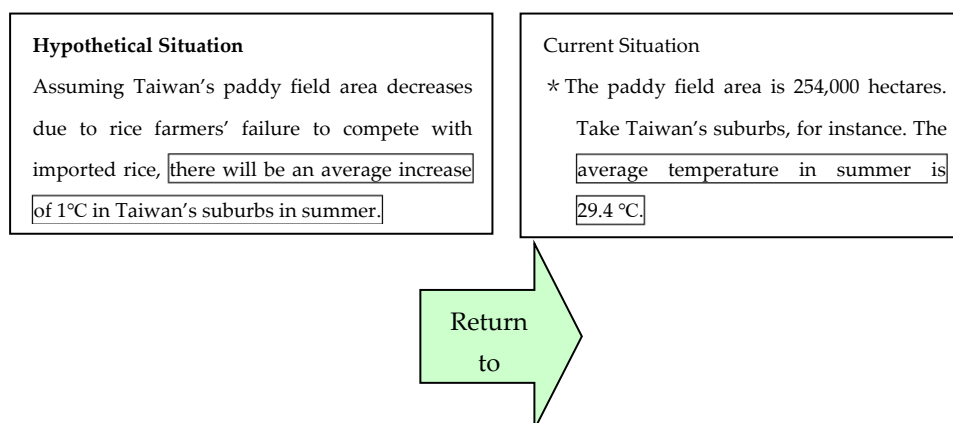 Hypothetical Situation
Assuming Taiwan’s paddy field area decreases
due to rice farmers’ failure to compete with
imported rice, there will be an average increase
of 1℃ in Taiwan’s suburbs in summer.
Current Situation
＊The paddy field area is 254,000 hectares.
Take Taiwan’s suburbs, for instance. The
average temperature in summer is
29.4 ℃.
Return
to